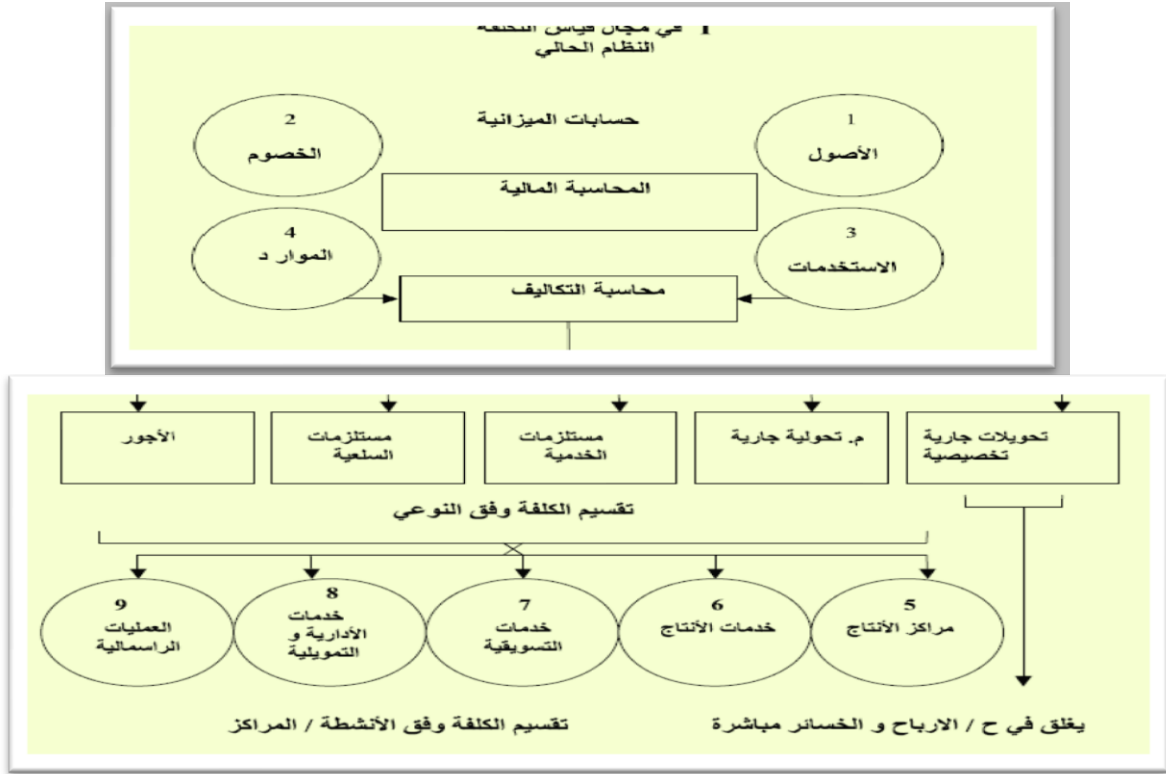 1 في مجال قياس التكلفة
النظام الحالي
1
الأصول
حسابات الميزانية
2
الخصوم
المحاسبة المالية
3
الاستخدمات
4
الموار د
محاسبة التكاليف
تحويلات جارية
تخصيصية
م. تحولية جارية
مستلزمات
الخدمية
مستلزمات
السلعية
الأجور
تقسيم الكلفة وفق النوعي
5
مراكز الأنتاج
6
خدمات الأنتاج
7
خدمات
التسويقية
8
خدمات
الأدارية و
التمويلية
9
العمليات
الراسمالية
يغلق في ح / الارباح و الخسائر مباشرة
تقسيم الكلفة وفق الأنشطة / المراكز